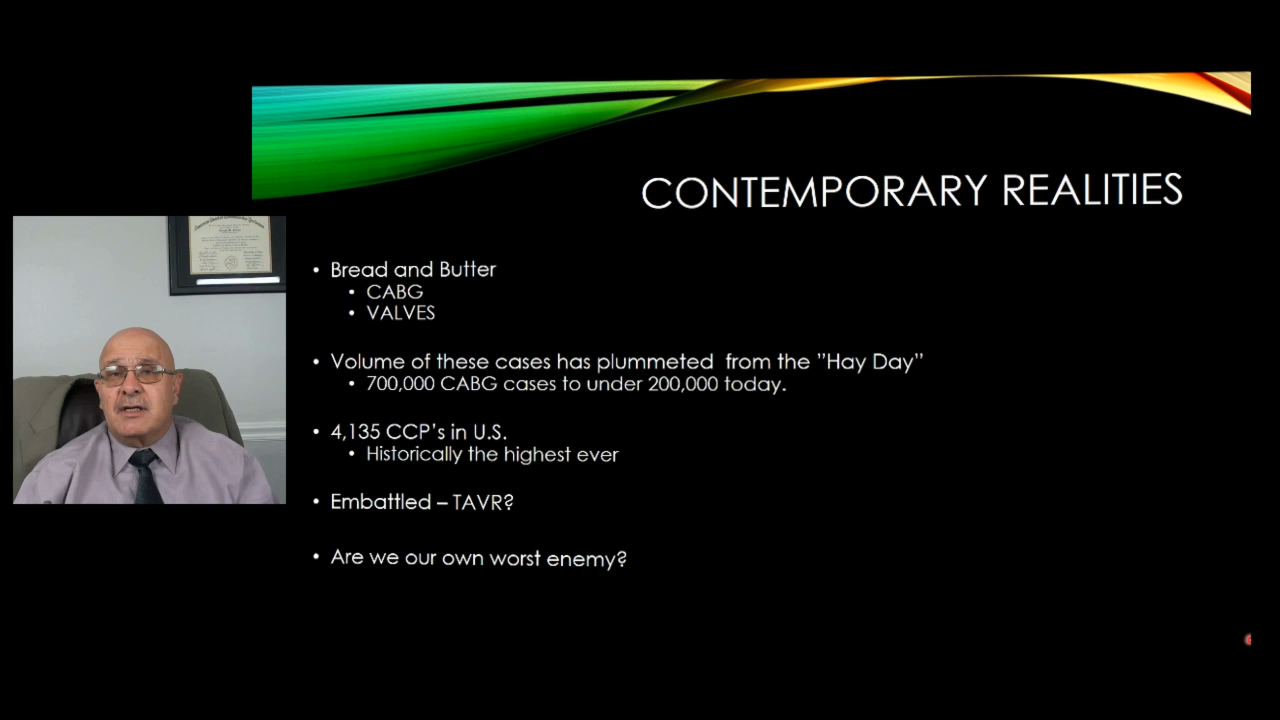 CONTEMPORARY REALITIES
• Bread and Butter
• CABG
• VALVES
• Volume of these cases has plummeted from the ”Hay Day”
• 700,000 CABG cases to under 200,000 today.
• 4,135 CCP’s in U.S.
• Historically the highest ever
• Embattled – TAVR?
• Are we our own worst enemy?